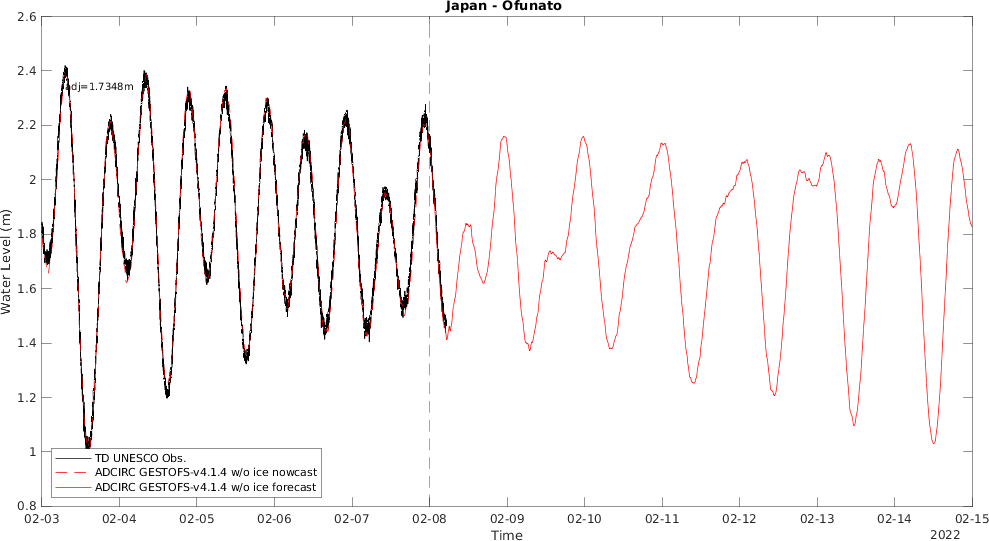 Japan - Ofunato
2.6
2.4
2.2
2
1.8
1.6
1.4
1.2
1
0.8
Water Level (m)
adj=1.7348m
TD UNESCO Obs.
ADCIRC GESTOFS-v4.1.4 w/o ice nowcast
ADCIRC GESTOFS-v4.1.4 w/o ice forecast
02-03 02-04 02-05 02-06 02-07 02-08 02-09 02-10 02-11 02-12 02-13 02-14 02-15
Time
2022